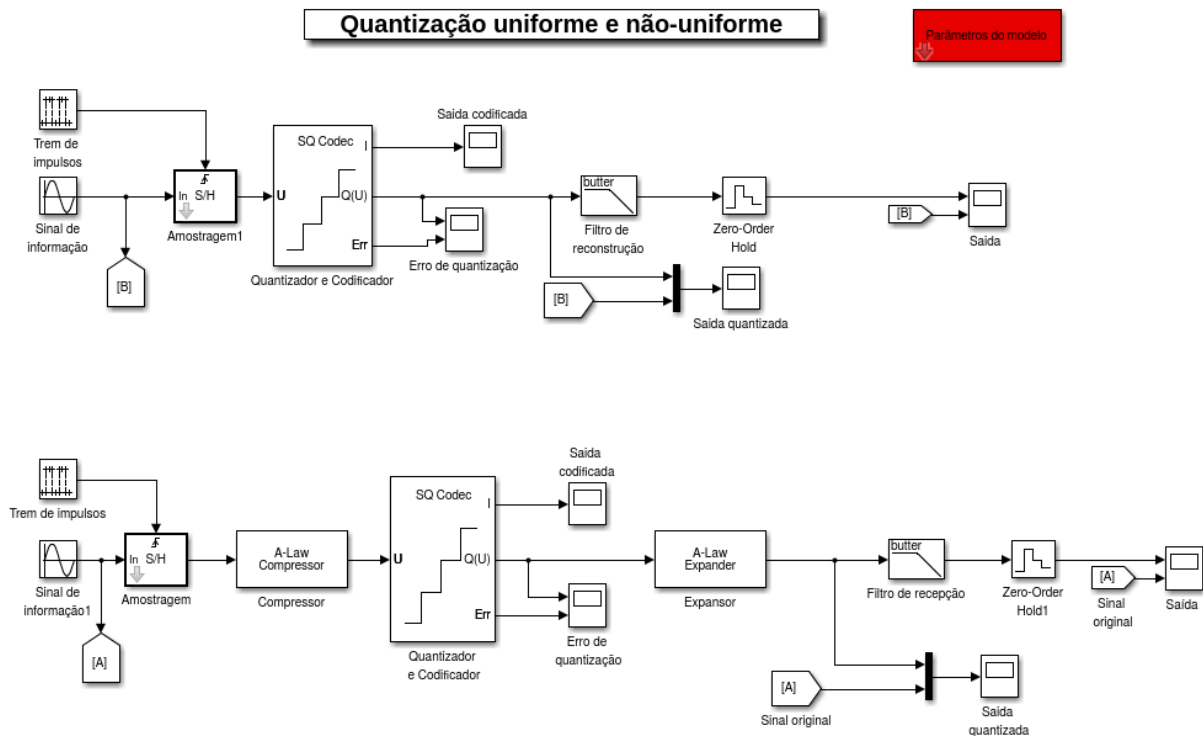 Quantização uniforme e não-uniforme
Parâmetros do modelo
Trem de
impulsos
Sinal de
informação
In S/H
Amostragem1
[B]
SQ Codec
U
I
Q(U)
Err
Quantizador e Codificador
Saida codificada
Erro de quantização
butter
Filtro de
reconstrução
Zero-Order
Hold
[B]
Saida
[B]
Saida quantizada
Trem de impulsos
Sinal de
informação1
In S/H
Amostragem
[A]
A-Law
Compressor
Compressor
SQ Codec
U
I
Q(U)
Err
Quantizador
e Codificador
Saida
codificada
Erro de
quantização
A-Law
Expander
Expansor
butter
Filtro de recepção
Zero-Order
Hold1
[A]
Sinal
original
Saída
[A]
Sinal original
Saida
quantizada